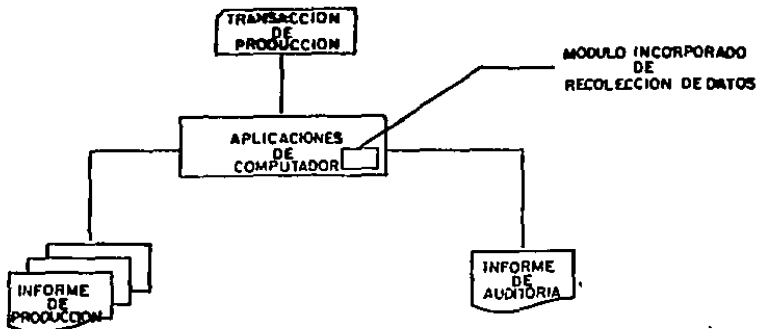 TRANSACCION
DE
PRODUCCION
MODULO INCORPORADO
DE
RECOLECCION DE DATOS
APLICACIONES
DE
COMPUTADOR
INFORME
DE
PRODUCCION
INFORME
DE
AUDITORIA